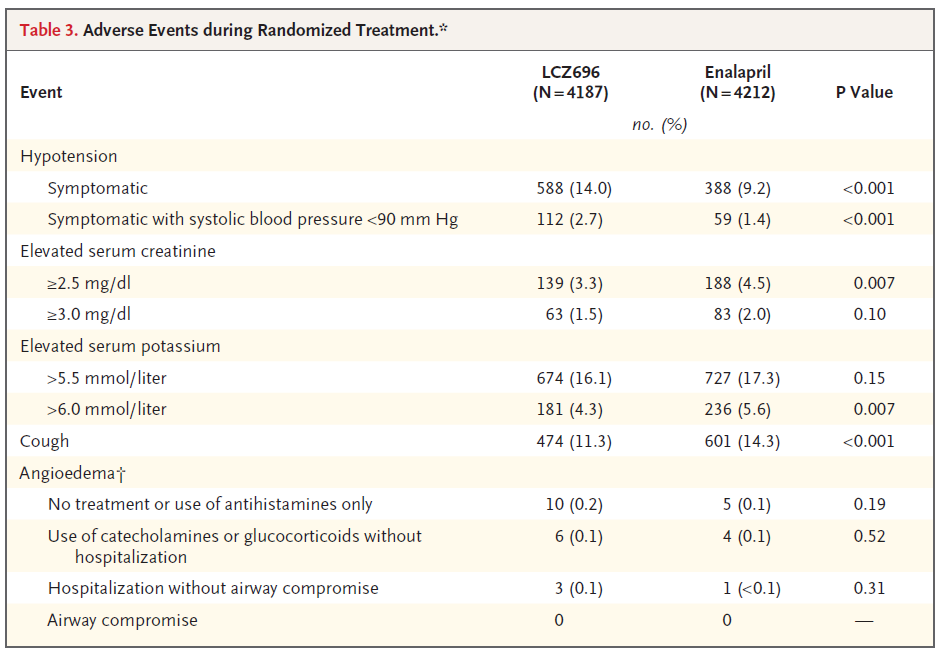 Table 3. Adverse Events during Randomized Treatment.*
Event LCZ696 (N=4187) Enalapril (N=4212) P Value
no. (%)
Hypotension
Symptomatic 588 (14.0) 388 (9.2) <0.001
Symptomatic with systolic blood pressure <90 mm Hg 112 (2.7) 59 (1.4) <0.001
Elevated serum creatinine
≥2.5 mg/dl 139 (3.3) 188 (4.5) 0.007
≥3.0 mg/dl 63 (1.5) 83 (2.0) 0.10
Elevated serum potassium
>5.5 mmol/liter 674 (16.1) 727 (17.3) 0.15
>6.0 mmol/liter 181 (4.3) 236 (5.6) 0.007
Cough 474 (11.3) 601 (14.3) <0.001
Angioedema†
No treatment or use of antihistamines only 10 (0.2) 5 (0.1) 0.19
Use of catecholamines or glucocorticoids without 6 (0.1) 4 (0.1) 0.52
hospitalization
Hospitalization without airway compromise 3 (0.1) 1 (<0.1) 0.31
Airway compromise 0 0 —